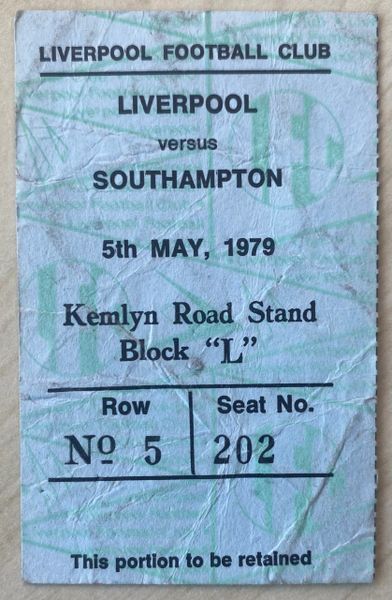 LIVERPOOL FOOTBALL CLUB
LIVERPOOL
versus
SOUTHAMPTON
5th MAY, 1979
Kemlyn Road Stand
Block "L"
Row Seat No.
Nº 5 202
This portion to be retained